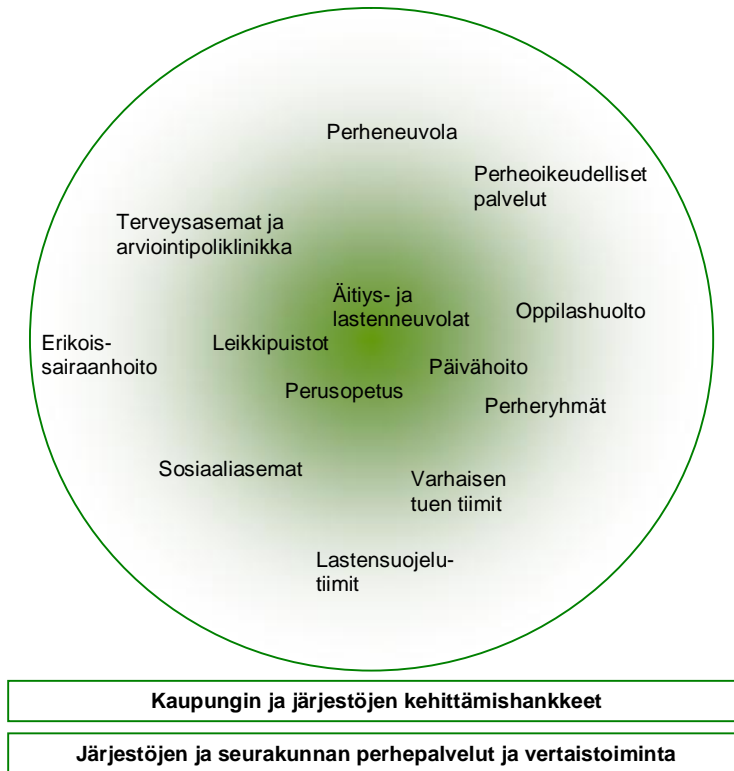 Perheneuvola
Perheoikeudelliset
palvelut
Terveysasemat ja
arviointipoliklinikka
Äitiys- ja
lastenneuvolat
Oppilashuolto
Erikois-
sairaanhoito
Leikkipuistot
Päivähoito
Perusopetus
Perheryhmät
Sosiaaliasemat
Varhaisen
tuen tiimit
Lastensuojelu-
tiimit
Kaupungin ja järjestöjen kehittämishankkeet
Järjestöjen ja seurakunnan perhepalvelut ja vertaistoiminta